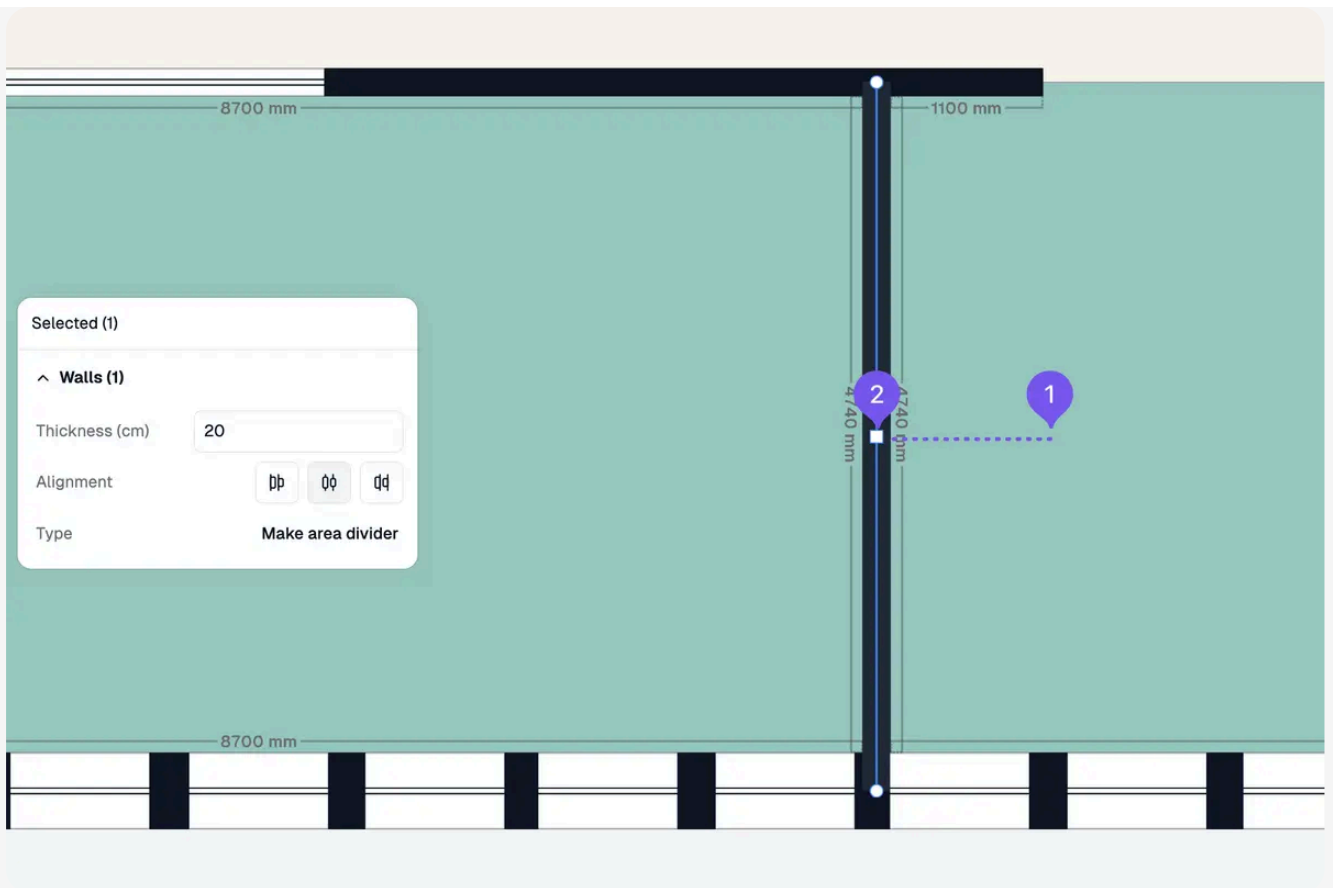 8700 mm
1100 mm
Selected (1)
Walls (1)
Thickness (cm) 20
Alignment
Type Make area divider
4740 mm
2
4740 mm
1
8700 mm